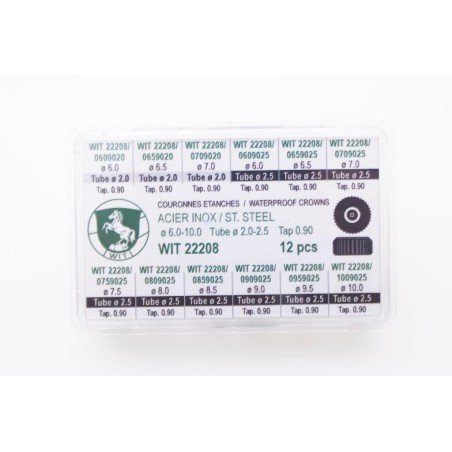 WIT 22208/ WIT 22208/ WIT 22208/ WIT 22208/ WIT 22208/ WIT 22208/
0609020 0659020 0709020 0609025 0659025 0709025
ø 6.0 ø 6.5 ø 7.0 ø 6.0 ø 6.5 ø 7.0
Tube ø 2.0 Tube ø 2.0 Tube ø 2.0 Tube ø 2.5 Tube ø 2.5 Tube ø 2.5
Tap. 0.90 Tap. 0.90 Tap. 0.90 Tap. 0.90 Tap. 0.90 Tap. 0.90
COURONNES ETANCHES / WATERPROOF CROWNS
ACIER INOX / ST. STEEL
ø 6.0-10.0 Tube ø 2.0-2.5 Tap 0.90
WIT 22208 12 pcs
WIT
WIT 22208/ WIT 22208/ WIT 22208/ WIT 22208/ WIT 22208/ WIT 22208/
0759025 0809025 0859025 0909025 0959025 1009025
ø 7.5 ø 8.0 ø 8.5 ø 9.0 ø 9.5 ø 10.0
Tube ø 2.5 Tube ø 2.5 Tube ø 2.5 Tube ø 2.5 Tube ø 2.5 Tube ø 2.5
Tap. 0.90 Tap. 0.90 Tap. 0.90 Tap. 0.90 Tap. 0.90 Tap. 0.90